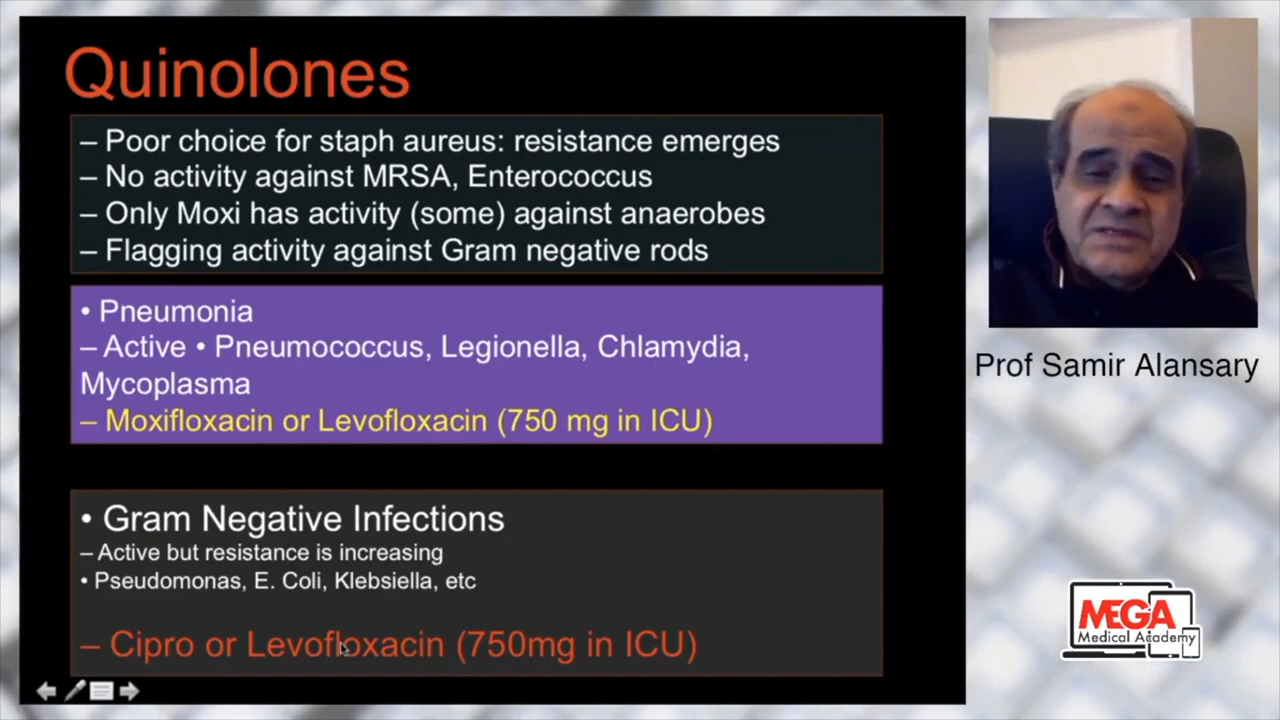 Quinolones
– Poor choice for staph aureus: resistance emerges
– No activity against MRSA, Enterococcus
– Only Moxi has activity (some) against anaerobes
– Flagging activity against Gram negative rods
• Pneumonia
– Active • Pneumococcus, Legionella, Chlamydia,
Mycoplasma
– Moxifloxacin or Levofloxacin (750 mg in ICU)
• Gram Negative Infections
– Active but resistance is increasing
• Pseudomonas, E. Coli, Klebsiella, etc
– Cipro or Levofloxacin (750mg in ICU)
Prof Samir Alansary
MEGA
Medical Academy